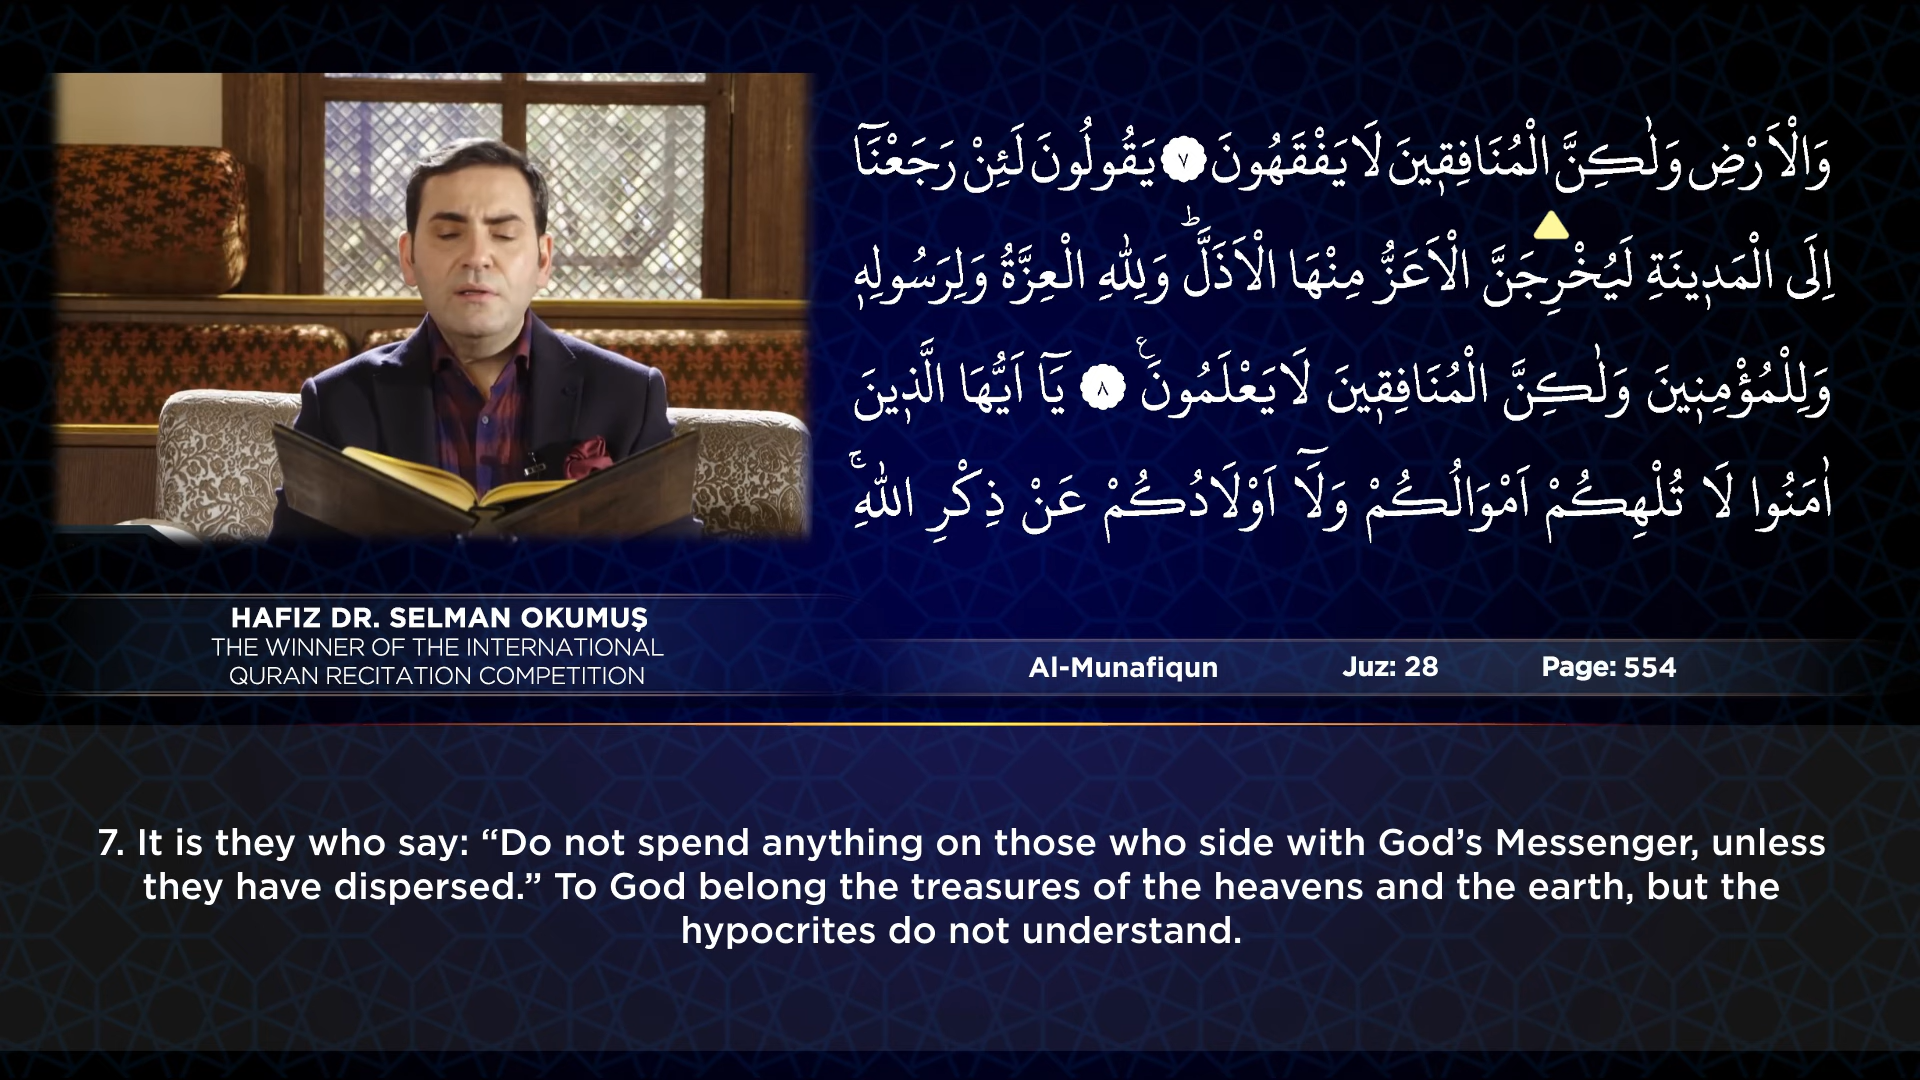 وَالْاَرْضِ وَلٰكِنَّ الْمُنَافِقٖينَ لَا يَفْقَهُونَ ٧ يَقُولُونَ لَئِنْ رَجَعْنَٓا
اِلَى الْمَدٖينَةِ لَيُخْرِجَنَّ الْاَعَزُّ مِنْهَا الْاَذَلَّؕ وَلِلّٰهِ الْعِزَّةُ وَلِرَسُولِهٖ
وَلِلْمُؤْمِنٖينَ وَلٰكِنَّ الْمُنَافِقٖينَ لَا يَعْلَمُونَࣖ ٨ يَٓا اَيُّهَا الَّذٖينَ
اٰمَنُوا لَا تُلْهِكُمْ اَمْوَالُكُمْ وَلَٓا اَوْلَادُكُمْ عَنْ ذِكْرِ اللّٰهِۚ
HAFIZ DR. SELMAN OKUMUŞ
THE WINNER OF THE INTERNATIONAL
QURAN RECITATION COMPETITION
Al-Munafiqun Juz: 28 Page: 554
7. It is they who say: “Do not spend anything on those who side with God’s Messenger, unless
they have dispersed.” To God belong the treasures of the heavens and the earth, but the
hypocrites do not understand.